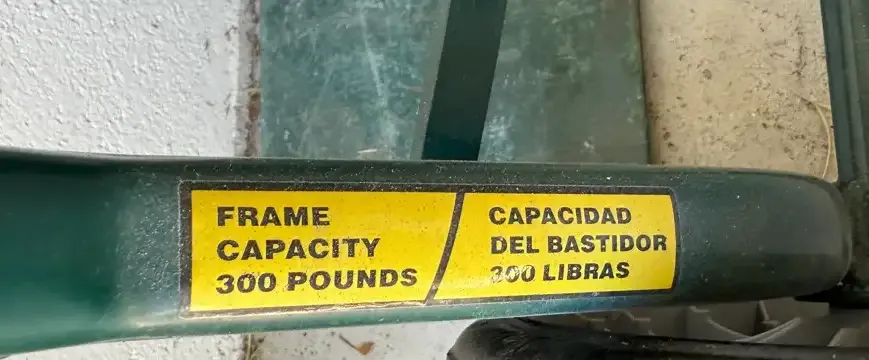 FRAME
CAPACITY
300 POUNDS
CAPACIDAD
DEL BASTIDOR
300 LIBRAS